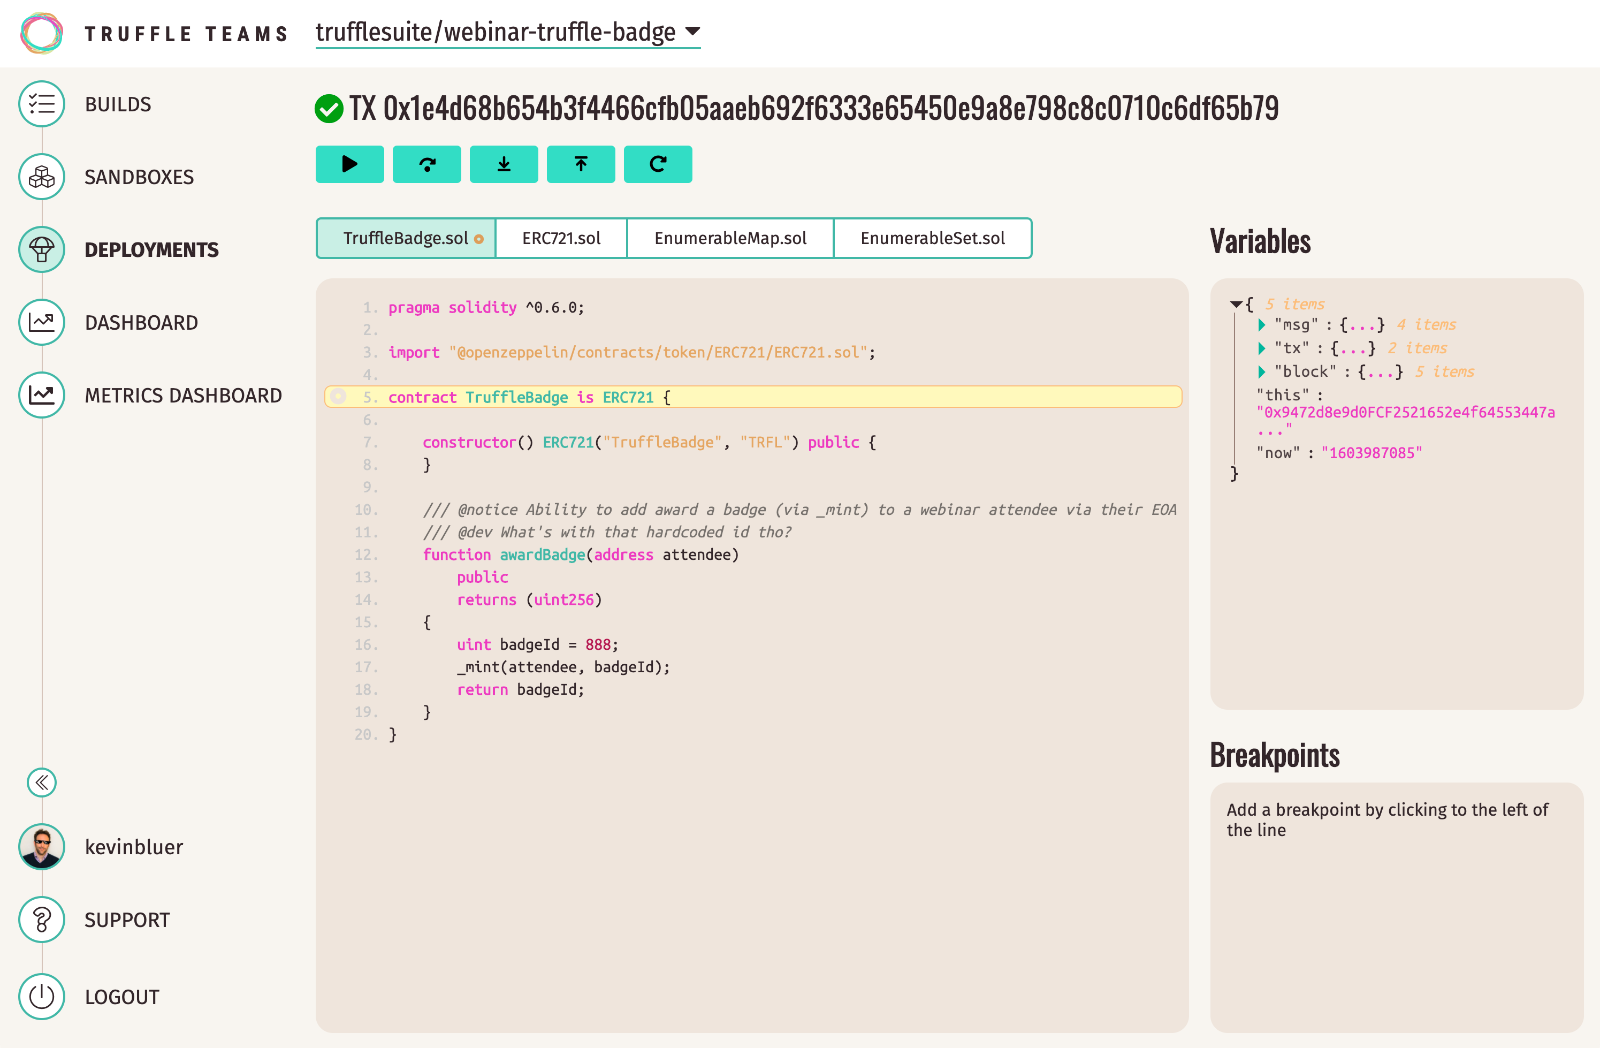 TRUFFLE TEAMS
trufflesuite/webinar-truffle-badge
BUILDS
SANDBOXES
DEPLOYMENTS
DASHBOARD
METRICS DASHBOARD
kevinbluer
SUPPORT
LOGOUT
TX 0x1e4d68b654b3f4466cfb05aaeb692f6333e65450e9a8e798c8c0710c6df65b79
TruffleBadge.sol
ERC721.sol
EnumerableMap.sol
EnumerableSet.sol
1. pragma solidity ^0.6.0;
2.
3. import "@openzeppelin/contracts/token/ERC721/ERC721.sol";
4.
5. contract TruffleBadge is ERC721 {
6.
7. constructor() ERC721("TruffleBadge", "TRFL") public {
8. }
9.
10. /// @notice Ability to add award a badge (via _mint) to a webinar attendee via their EOA
11. /// @dev What's with that hardcoded id tho?
12. function awardBadge(address attendee)
13. public
14. returns (uint256)
15. {
16. uint badgeId = 888;
17. _mint(attendee, badgeId);
18. return badgeId;
19. }
20. }
Variables
{ 5 items
"msg" : {...} 4 items
"tx" : {...} 2 items
"block" : {...} 5 items
"this" :
"0x9472d8e9d0FCF2521652e4f64553447a
..."
"now" : "1603987085"
}
Breakpoints
Add a breakpoint by clicking to the left of
the line